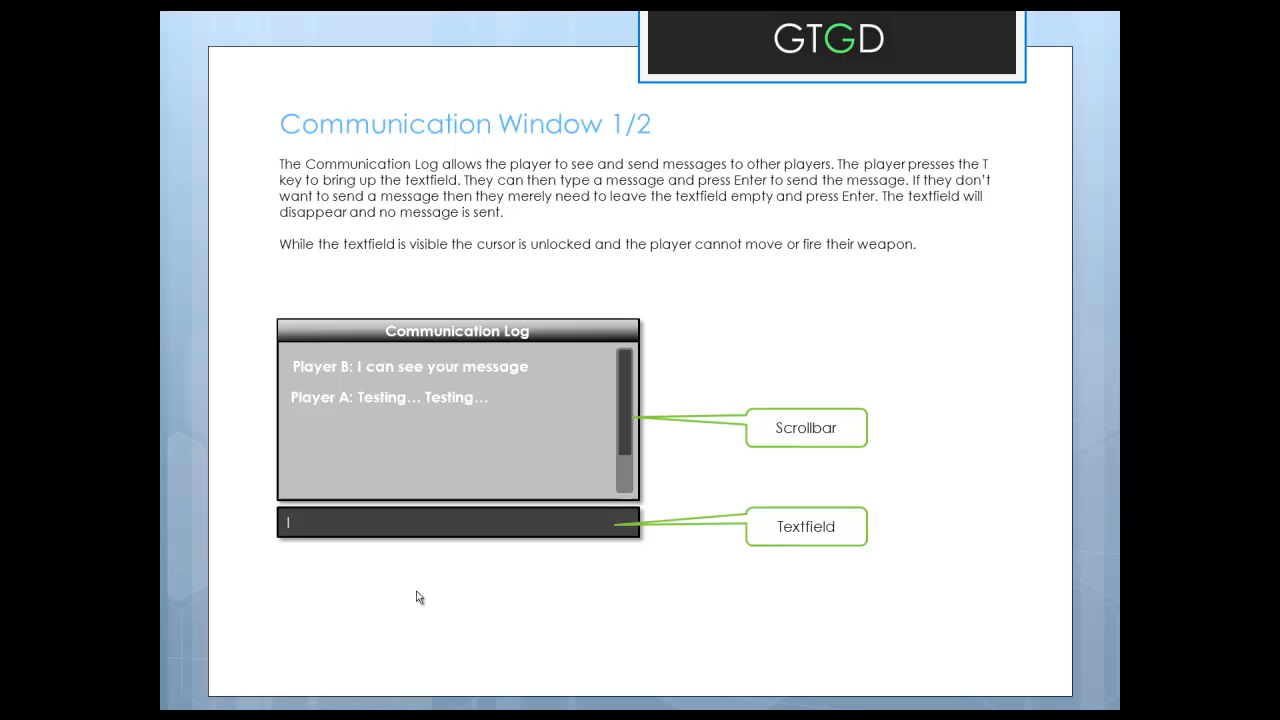 GTGD
Communication Window 1/2
The Communication Log allows the player to see and send messages to other players. The player presses the T
key to bring up the textfield. They can then type a message and press Enter to send the message. If they don't
want to send a message then they merely need to leave the textfield empty and press Enter. The textfield will
disappear and no message is sent.
While the textfield is visible the cursor is unlocked and the player cannot move or fire their weapon.
Communication Log
Player B: I can see your message
Player A: Testing... Testing...
Scrollbar
Textfield